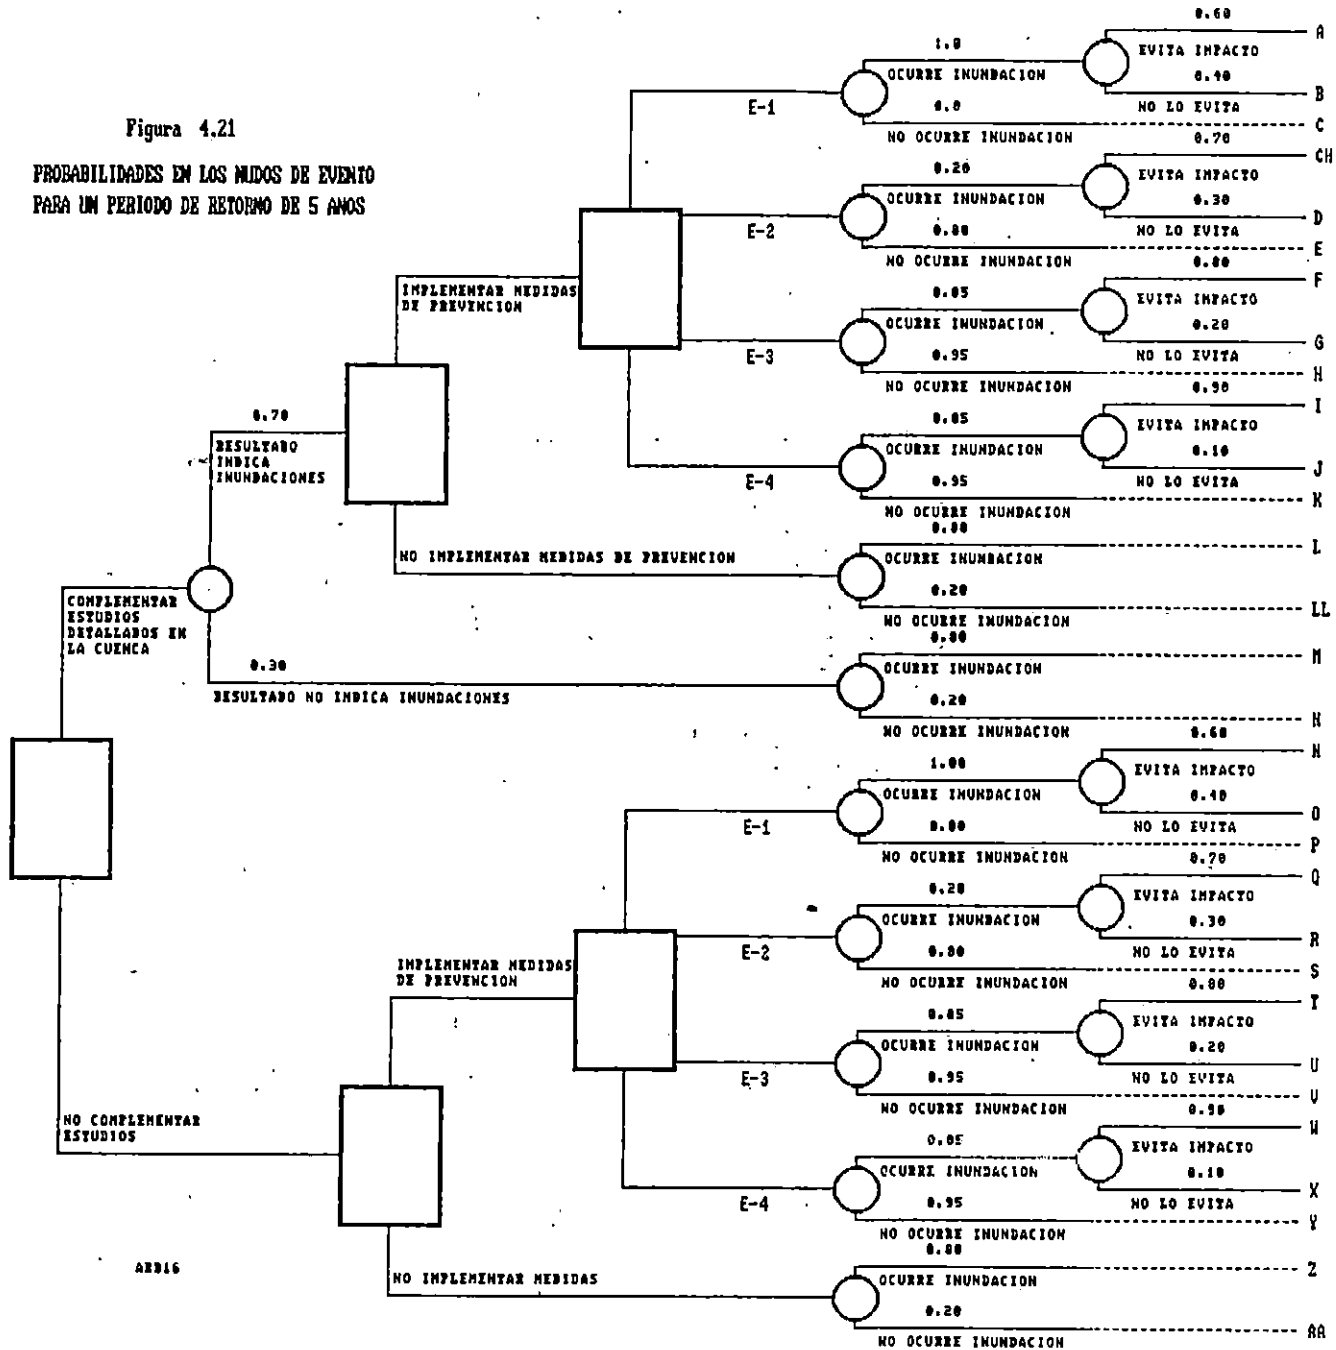 Figura 4.21
PROBABILIDADES EN LOS NUDOS DE EVENTO
PARA UN PERIODO DE RETORNO DE 5 ANOS
COMPLEMENTAR
ESTUDIOS
DETALLADOS EN
LA CUENCA
NO COMPLEMENTAR
ESTUDIOS
0.70
RESULTADO
INDICA
INUNDACIONES
0.30
RESULTADO NO INDICA INUNDACIONES
IMPLEMENTAR MEDIDAS
DE PREVENCION
NO IMPLEMENTAR MEDIDAS DE PREVENCION
E-1
1.0
OCURRE INUNDACION
0.0
NO OCURRE INUNDACION
0.60
EVITA IMPACTO
0.40
NO LO EVITA
A
B
C
E-2
0.20
OCURRE INUNDACION
0.80
NO OCURRE INUNDACION
0.70
EVITA IMPACTO
0.30
NO LO EVITA
CH
D
E
E-3
0.05
OCURRE INUNDACION
0.95
NO OCURRE INUNDACION
0.80
EVITA IMPACTO
0.20
NO LO EVITA
F
G
H
E-4
0.05
OCURRE INUNDACION
0.95
NO OCURRE INUNDACION
0.90
EVITA IMPACTO
0.10
NO LO EVITA
I
J
K
0.80
OCURRE INUNDACION
0.20
NO OCURRE INUNDACION
L
LL
0.80
OCURRE INUNDACION
0.20
NO OCURRE INUNDACION
M
N
IMPLEMENTAR MEDIDAS
DE PREVENCION
NO IMPLEMENTAR MEDIDAS
E-1
1.00
OCURRE INUNDACION
0.00
NO OCURRE INUNDACION
0.60
EVITA IMPACTO
0.40
NO LO EVITA
N
O
P
E-2
0.20
OCURRE INUNDACION
0.80
NO OCURRE INUNDACION
0.70
EVITA IMPACTO
0.30
NO LO EVITA
Q
R
S
E-3
0.05
OCURRE INUNDACION
0.95
NO OCURRE INUNDACION
0.80
EVITA IMPACTO
0.20
NO LO EVITA
T
U
V
E-4
0.05
OCURRE INUNDACION
0.95
NO OCURRE INUNDACION
0.90
EVITA IMPACTO
0.10
NO LO EVITA
W
X
Y
0.80
OCURRE INUNDACION
0.20
NO OCURRE INUNDACION
Z
AA